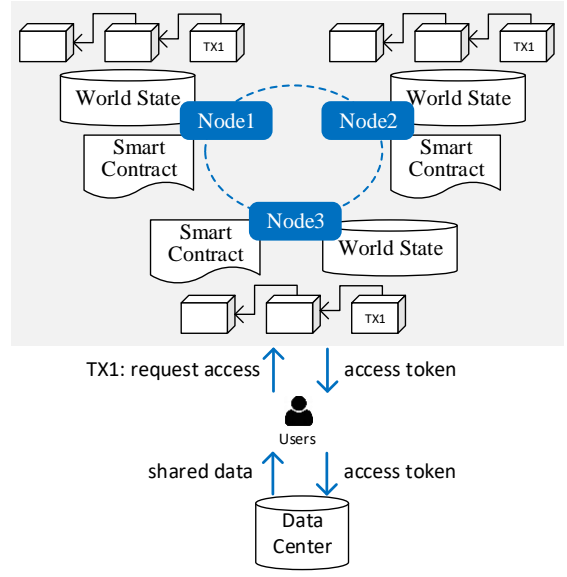 TX1
TX1
World State
World State
Node1
Node2
Smart
Contract
Smart
Contract
Node3
Smart
Contract
World State
TX1
TX1: request access
access token
Users
shared data
access token
Data
Center